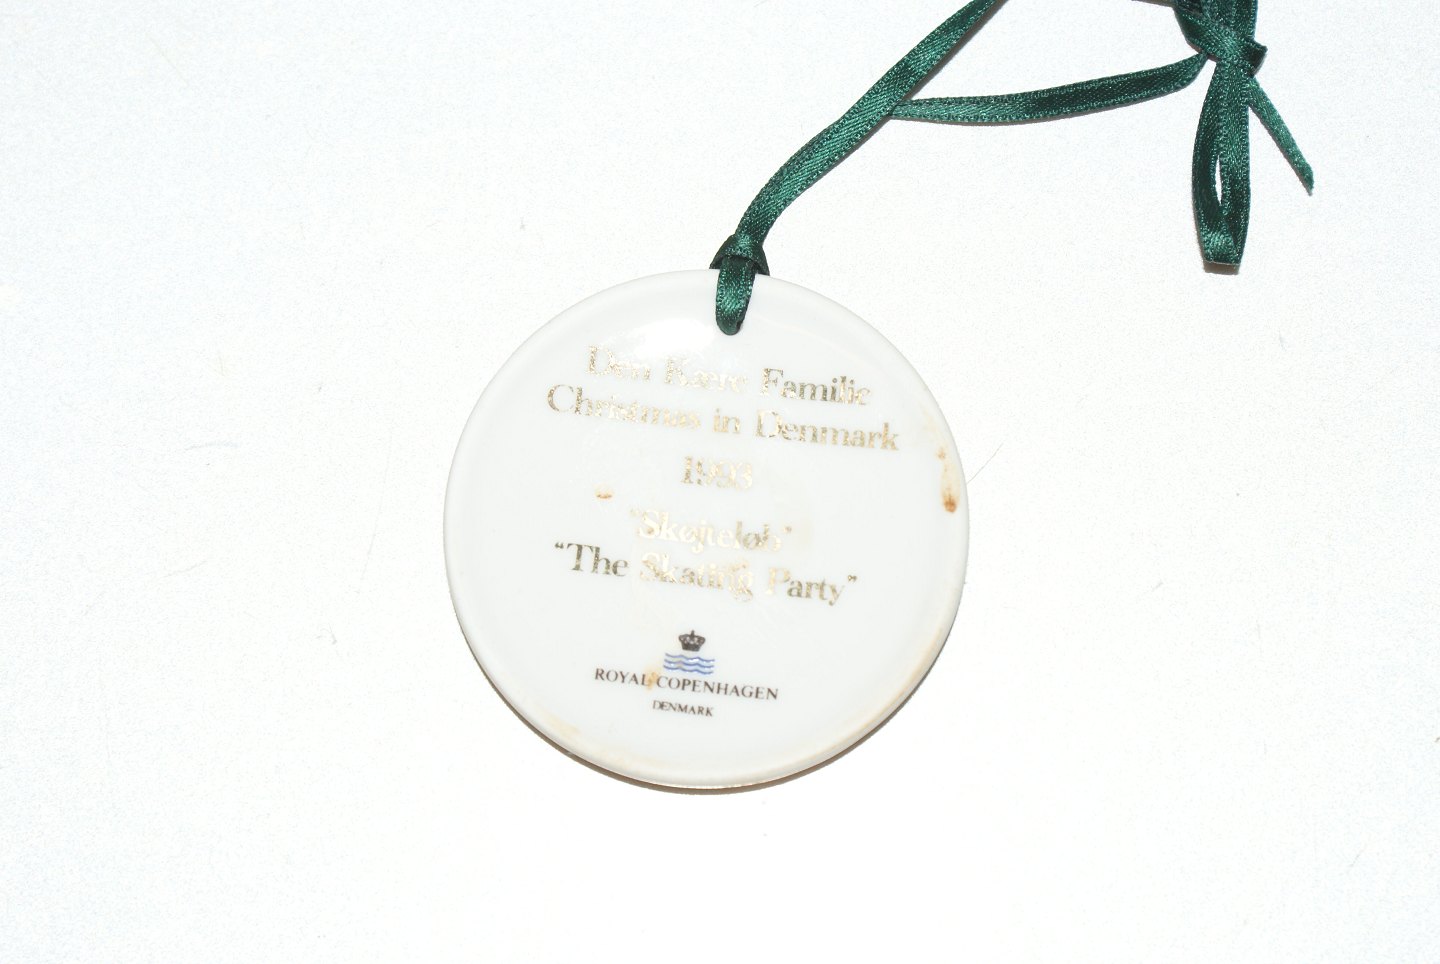 Den Kære Familie
Christmas in Denmark
1993
"Skøjteløb"
"The Skating Party"
ROYAL COPENHAGEN
DENMARK